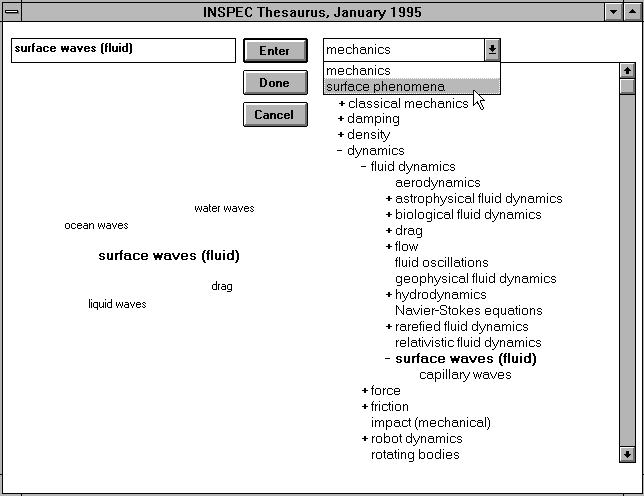 INSPEC Thesaurus, January 1995
surface waves (fluid)
Enter
Done
Cancel
water waves
ocean waves
surface waves (fluid)
drag
liquid waves
mechanics
mechanics
surface phenomena
+ classical mechanics
+ damping
+ density
- dynamics
- fluid dynamics
aerodynamics
+ astrophysical fluid dynamics
+ biological fluid dynamics
+ drag
+ flow
fluid oscillations
geophysical fluid dynamics
+ hydrodynamics
Navier-Stokes equations
+ rarefied fluid dynamics
relativistic fluid dynamics
- surface waves (fluid)
capillary waves
+ force
+ friction
impact (mechanical)
+ robot dynamics
rotating bodies